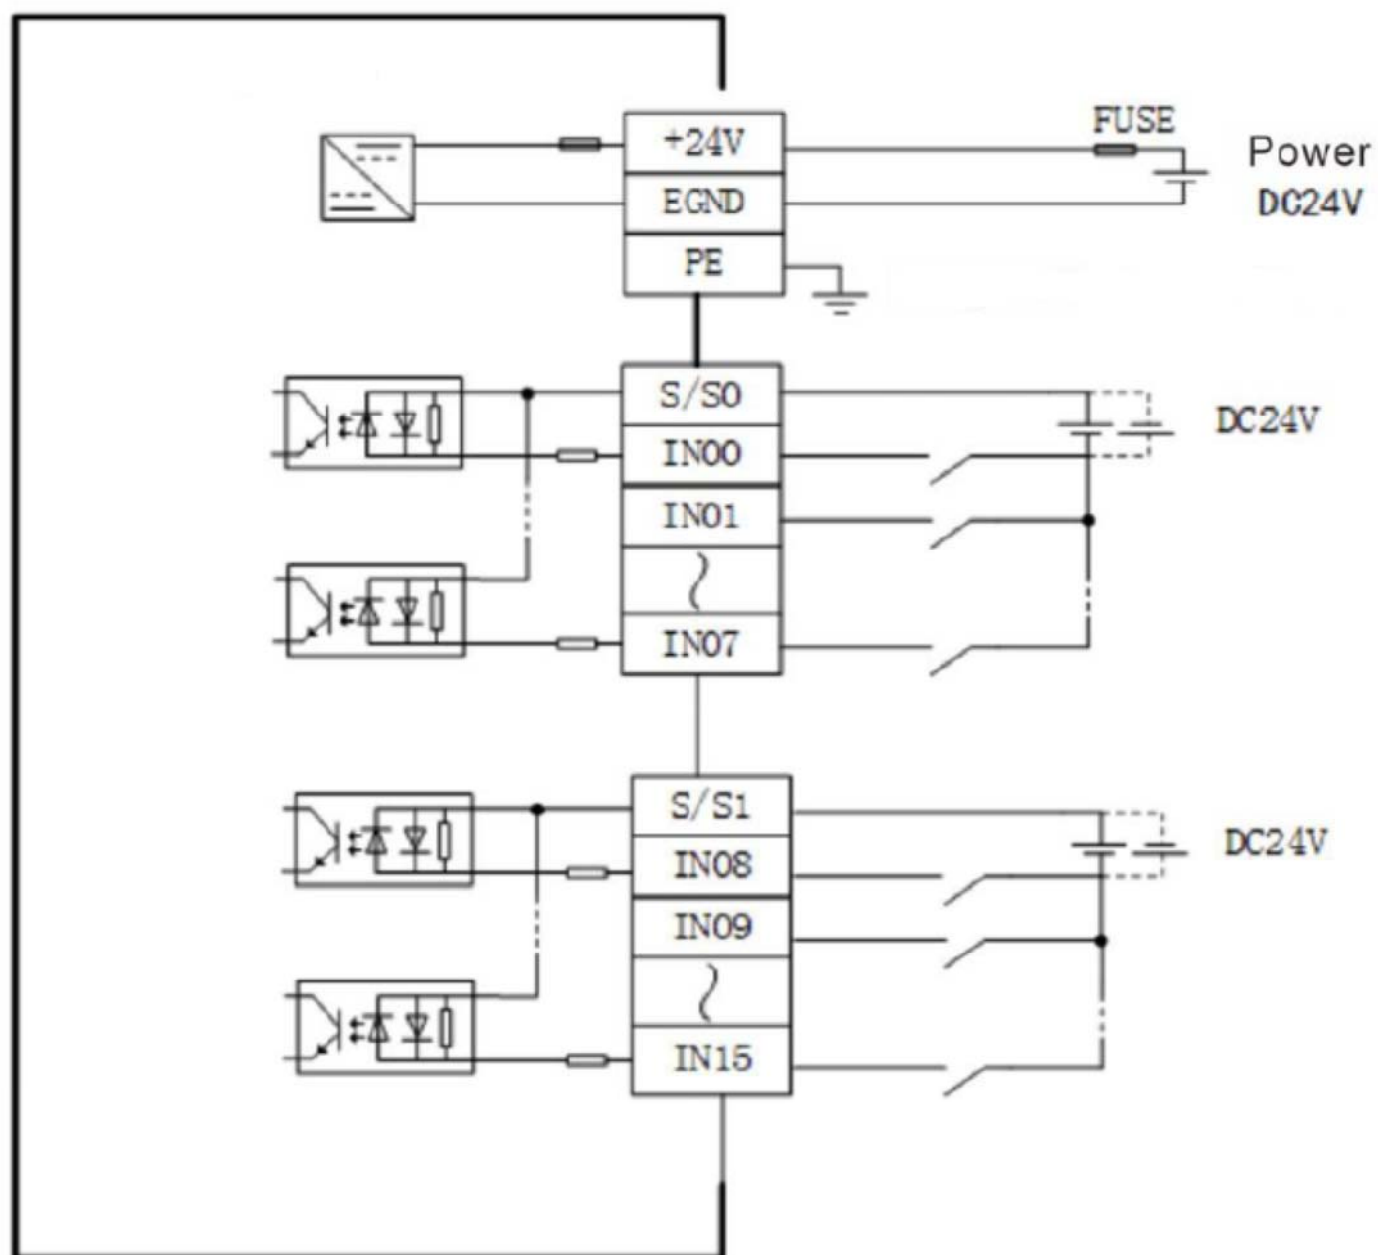 FUSE
+24V
Power
EGND
DC24V
PE
S/S0
DC24V
IN00
IN01
IN07
S/S1
DC24V
IN08
IN09
IN15